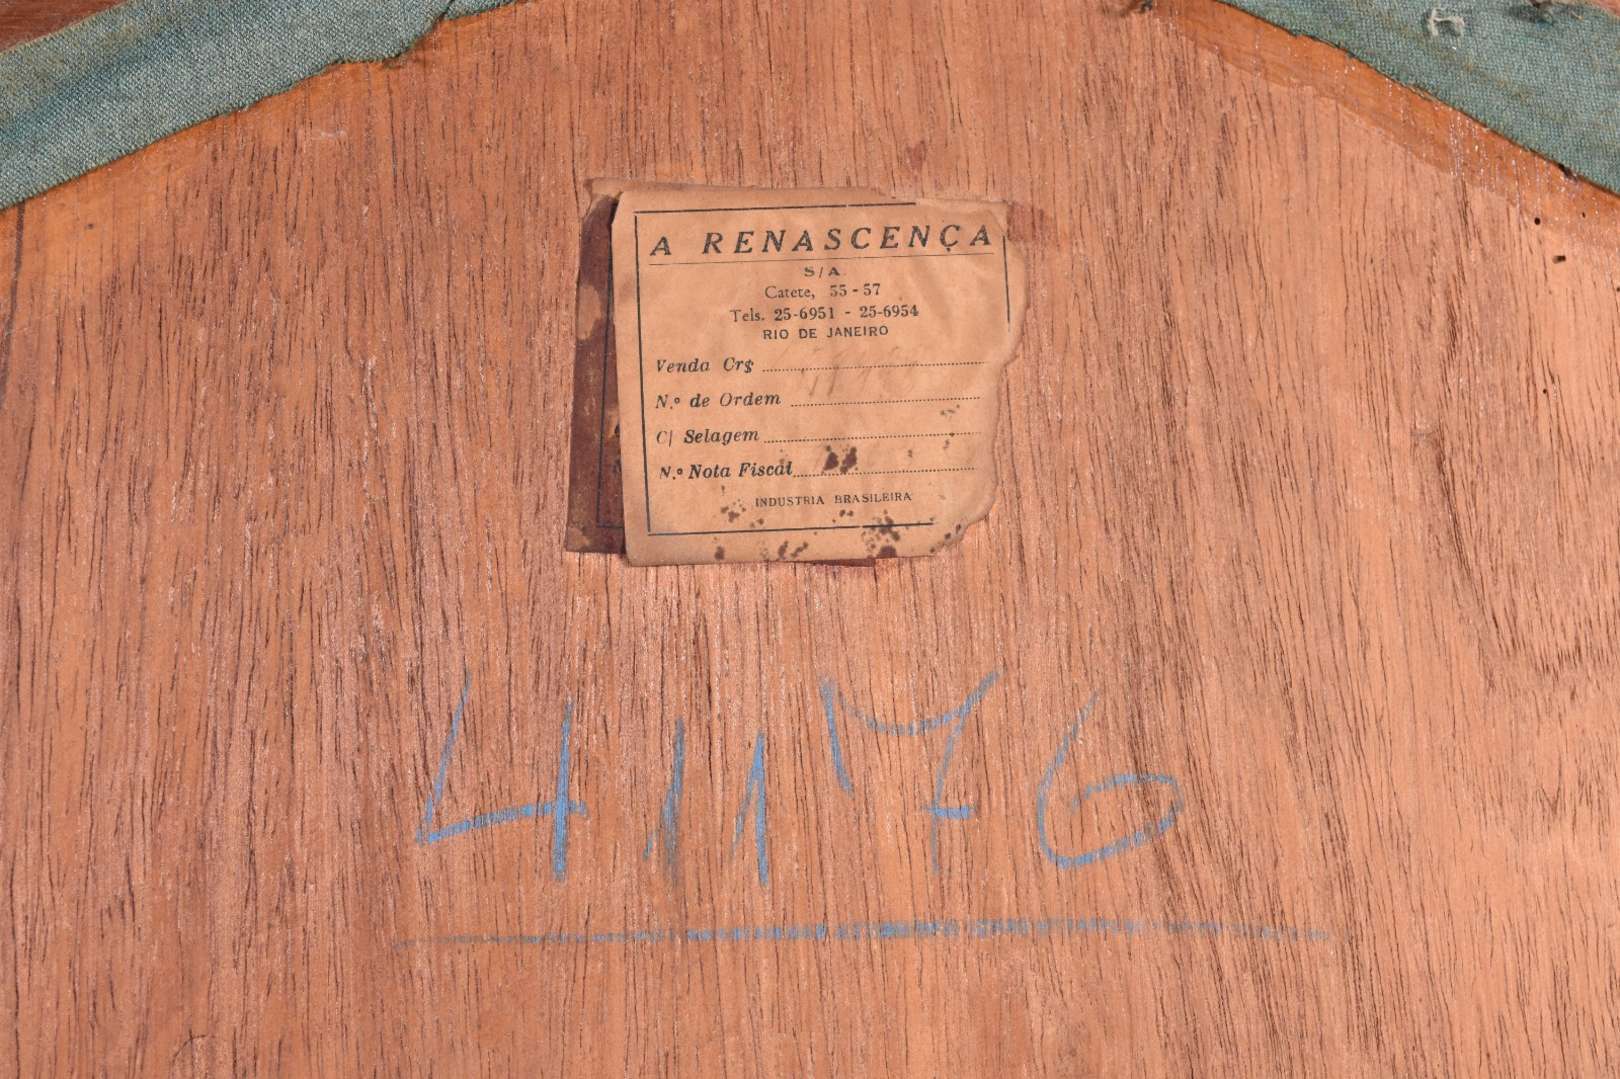 A RENASCENÇA
S/A.
Catete, 55 - 57
Tels. 25-6951 - 25-6954
RIO DE JANEIRO
Venda Cr$
N.º de Ordem
C/ Selagem
N.º Nota Fiscal
INDUSTRIA BRASILEIRA
41176